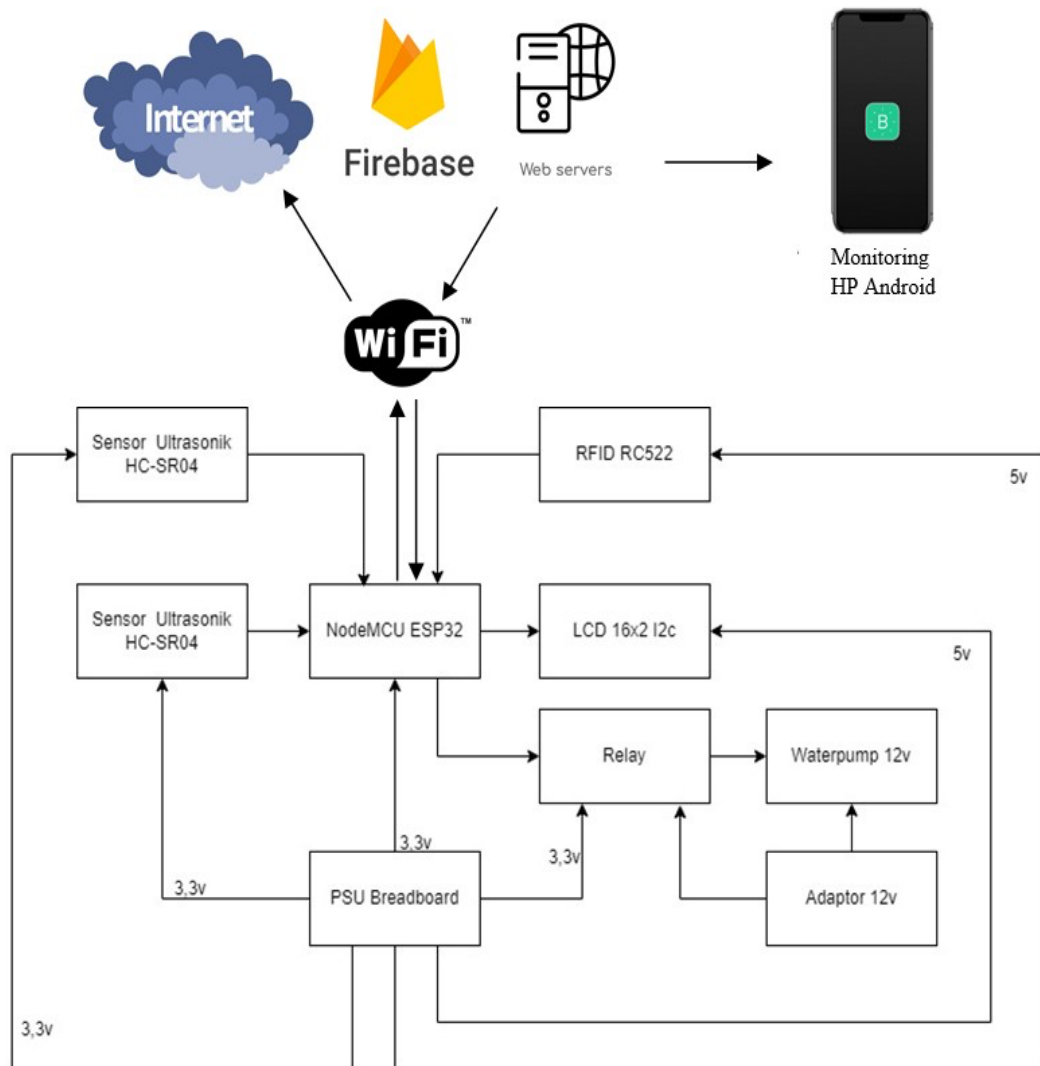 Internet
Firebase
Web servers
B
Monitoring
HP Android
WiFi™
Sensor Ultrasonik
HC-SR04
RFID RC522
5v
Sensor Ultrasonik
HC-SR04
NodeMCU ESP32
LCD 16x2 I2c
5v
Relay
Waterpump 12v
3,3v
3,3v
3,3v
PSU Breadboard
Adaptor 12v
3,3v